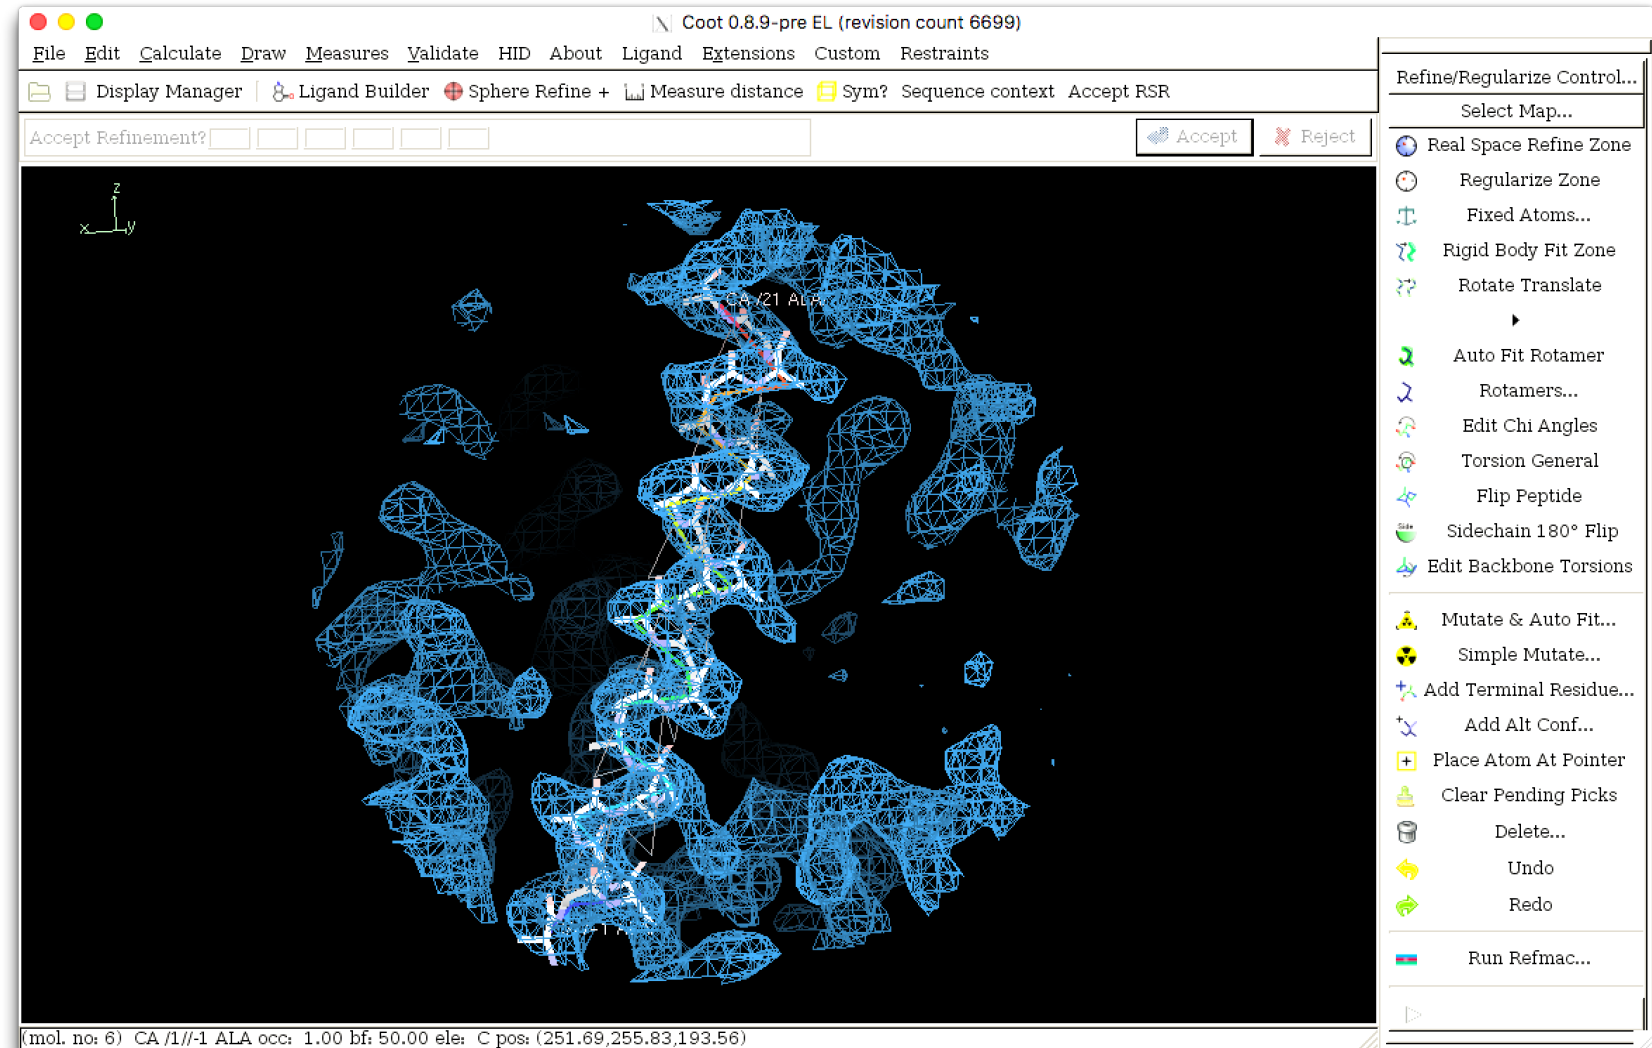 Coot 0.8.9-pre EL (revision count 6699)
File Edit Calculate Draw Measures Validate HID About Ligand Extensions Custom Restraints
Display Manager Ligand Builder Sphere Refine + Measure distance Sym? Sequence context Accept RSR
Accept Refinement? Accept Reject
z
x y
CA /21 ALA
Refine/Regularize Control...
Select Map...
Real Space Refine Zone
Regularize Zone
Fixed Atoms...
Rigid Body Fit Zone
Rotate Translate
Auto Fit Rotamer
Rotamers...
Edit Chi Angles
Torsion General
Flip Peptide
Side
Sidechain 180° Flip
Edit Backbone Torsions
Mutate & Auto Fit...
Simple Mutate...
Add Terminal Residue...
Add Alt Conf...
Place Atom At Pointer
Clear Pending Picks
Delete...
Undo
Redo
Run Refmac...
(mol. no: 6) CA /1//-1 ALA occ: 1.00 bf: 50.00 ele: C pos: (251.69,255.83,193.56)